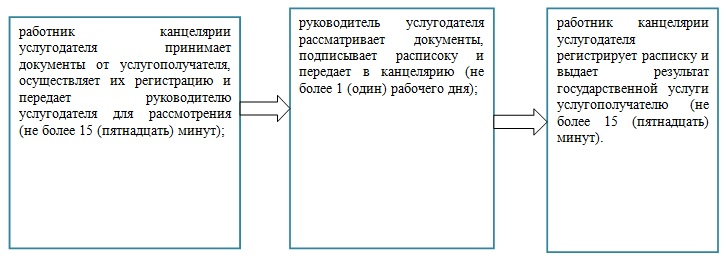 работник канцелярии
услугодателя принимает
документы от услугополучателя,
осуществляет их регистрацию и
передает руководителю
услугодателя для рассмотрения
(не более 15 (пятнадцать) минут);
руководитель услугодателя
рассматривает документы,
подписывает расписоку и
передает в канцелярию (не
более 1 (один) рабочего дня);
работник канцелярии
услугодателя
регистрирует расписку и
выдает результат
государственной услуги
услугополучателю (не
более 15 (пятнадцать)
минут).